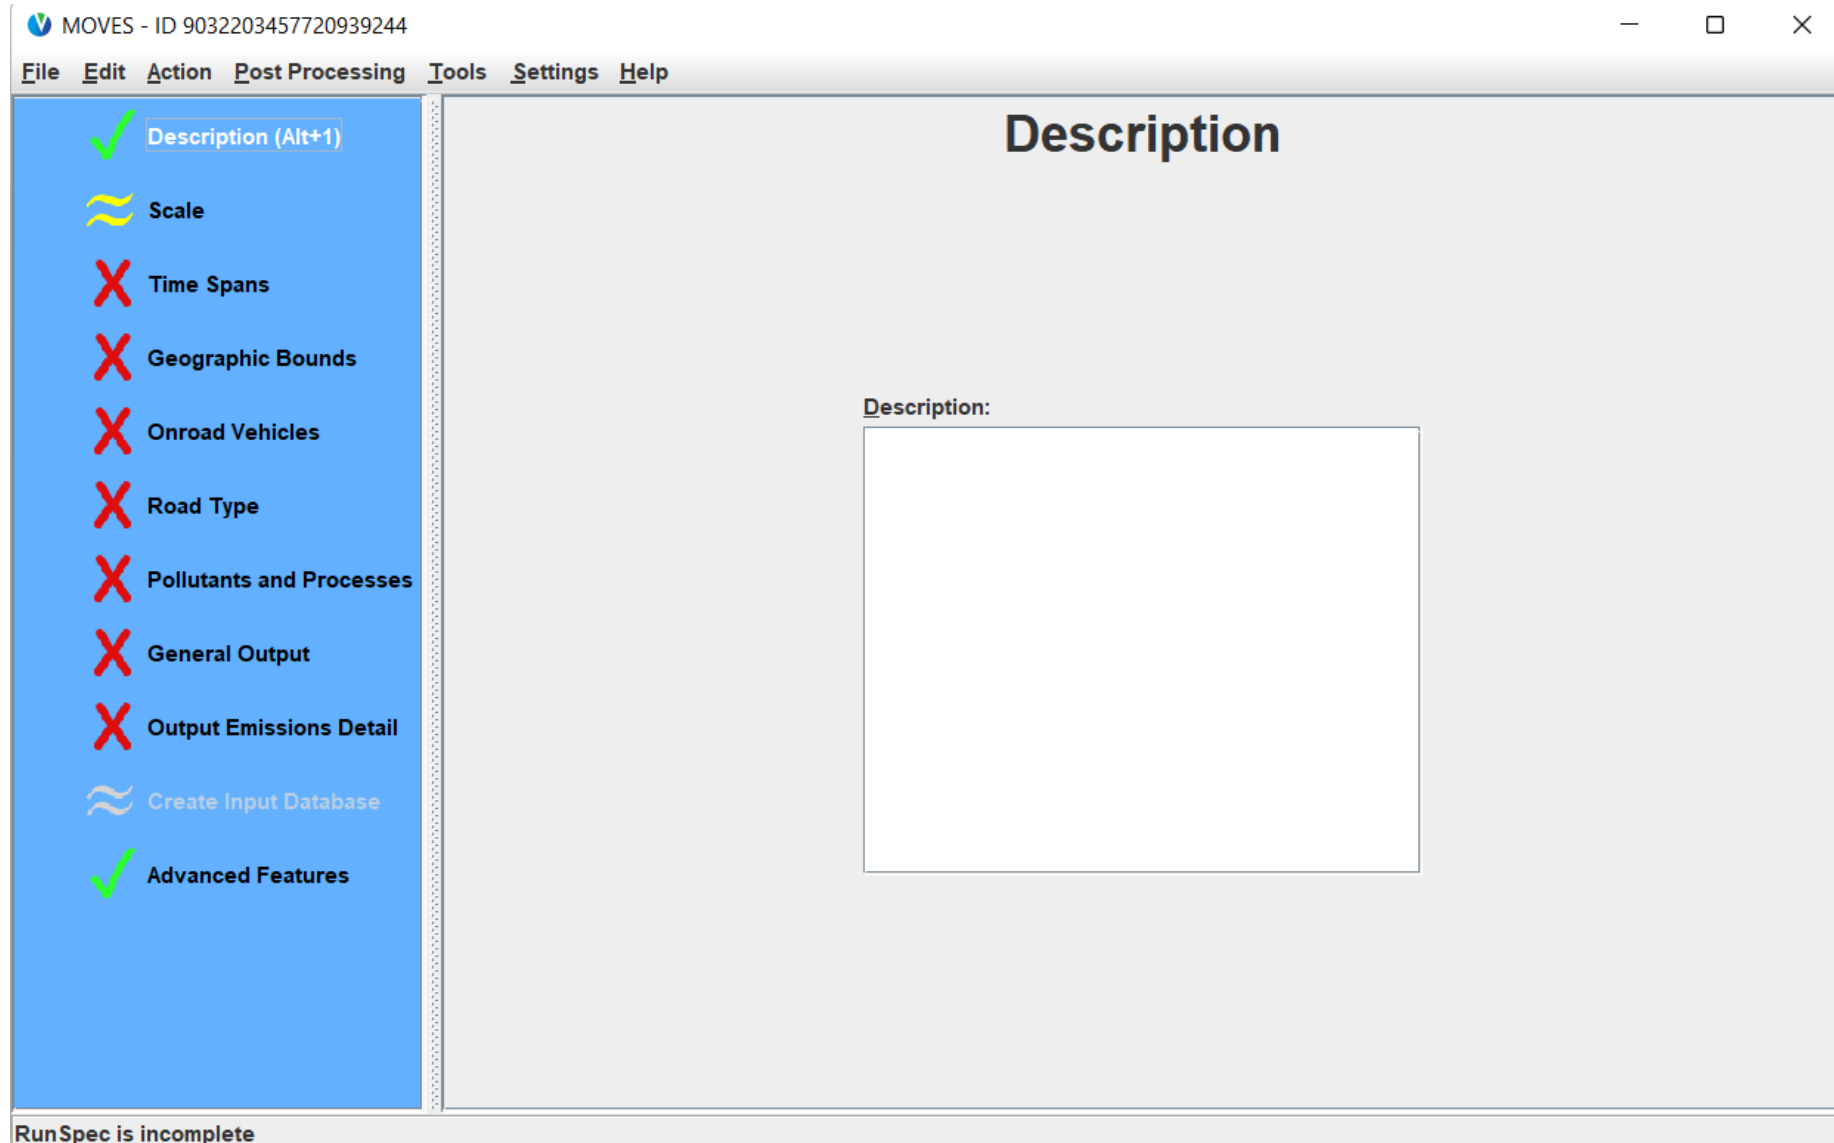 MOVES - ID 9032203457720939244
File Edit Action Post Processing Tools Settings Help
Description (Alt+1)
Scale
Time Spans
Geographic Bounds
Onroad Vehicles
Road Type
Pollutants and Processes
General Output
Output Emissions Detail
Create Input Database
Advanced Features
Description
Description:
RunSpec is incomplete